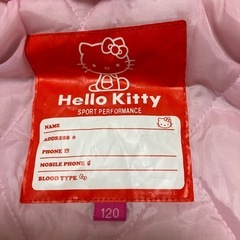 Hello Kitty
SPORT PERFORMANCE
NAME
ADDRESS
PHONE
MOBILE PHONE
BLOOD TYPE
120